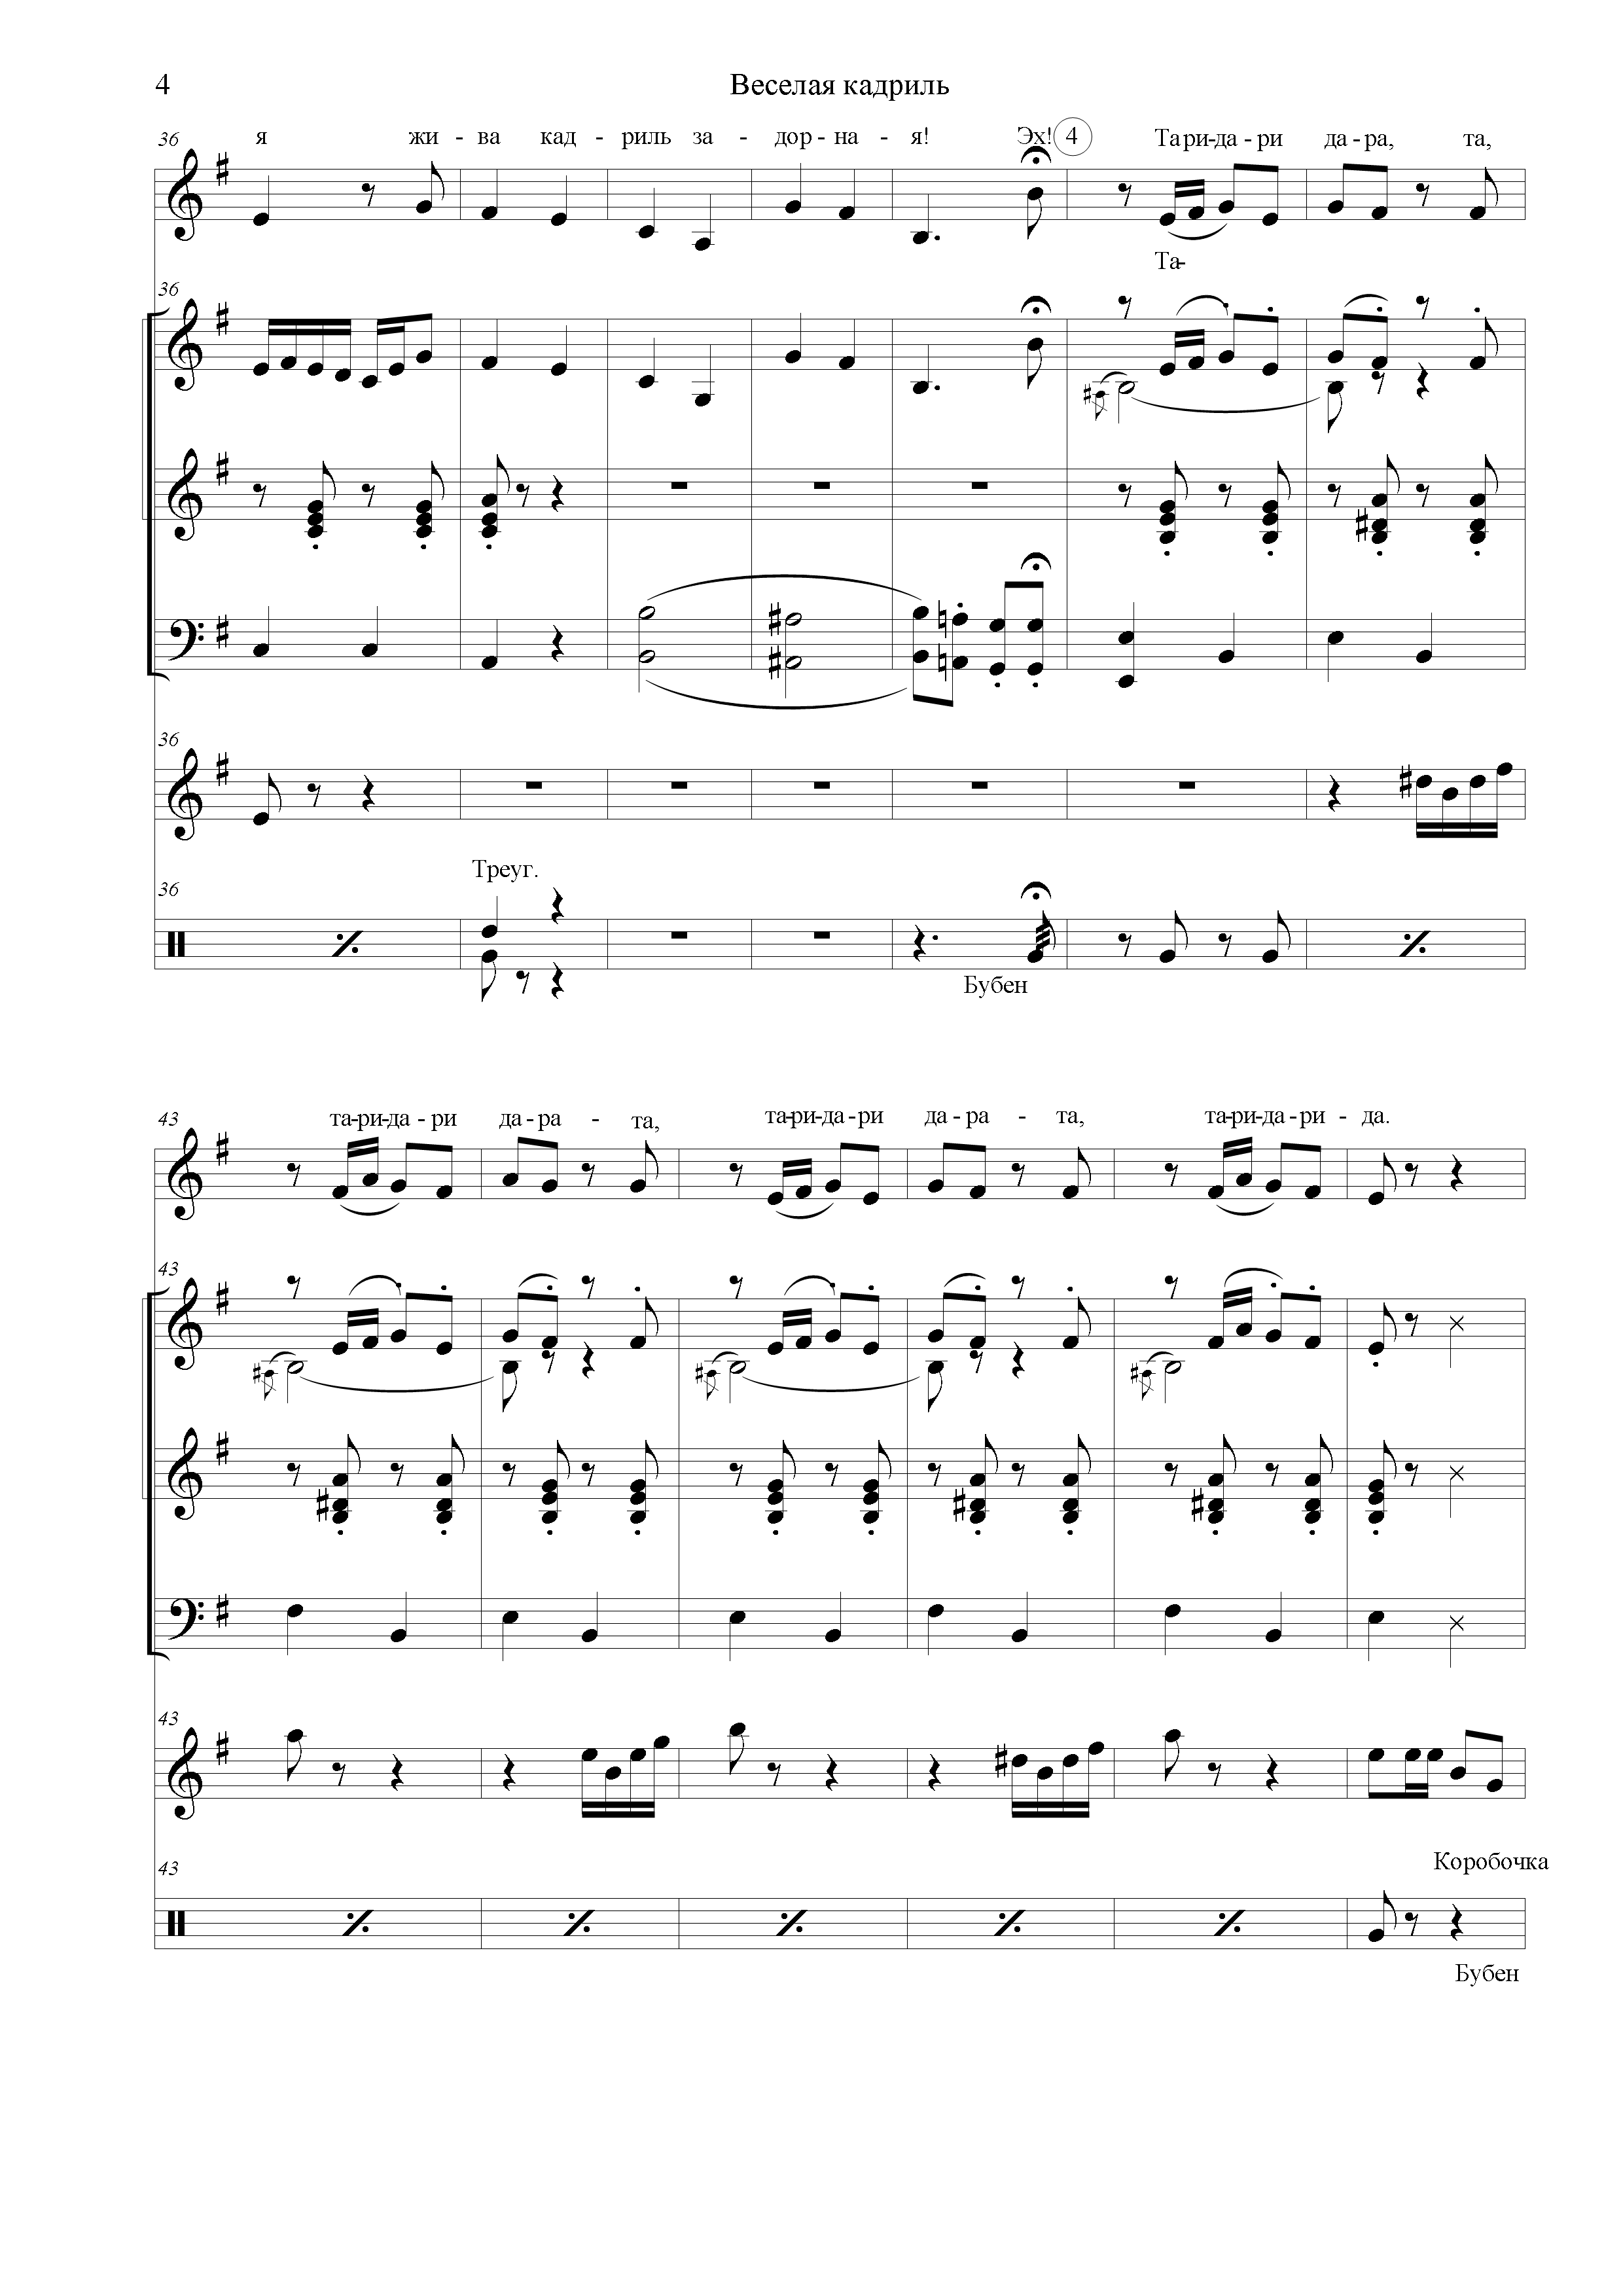 4 Веселая кадриль
36 я жи - ва кад - риль за - дор - на - я! Эх! 4 Тари-да - ри да - ра, та,
Та-
36
36
Треуг.
36
Бубен
43 та-ри-да - ри да - ра - та, та-ри-да - ри да - ра - та, та-ри-да - ри - да.
43
43
Коробочка
43
Бубен